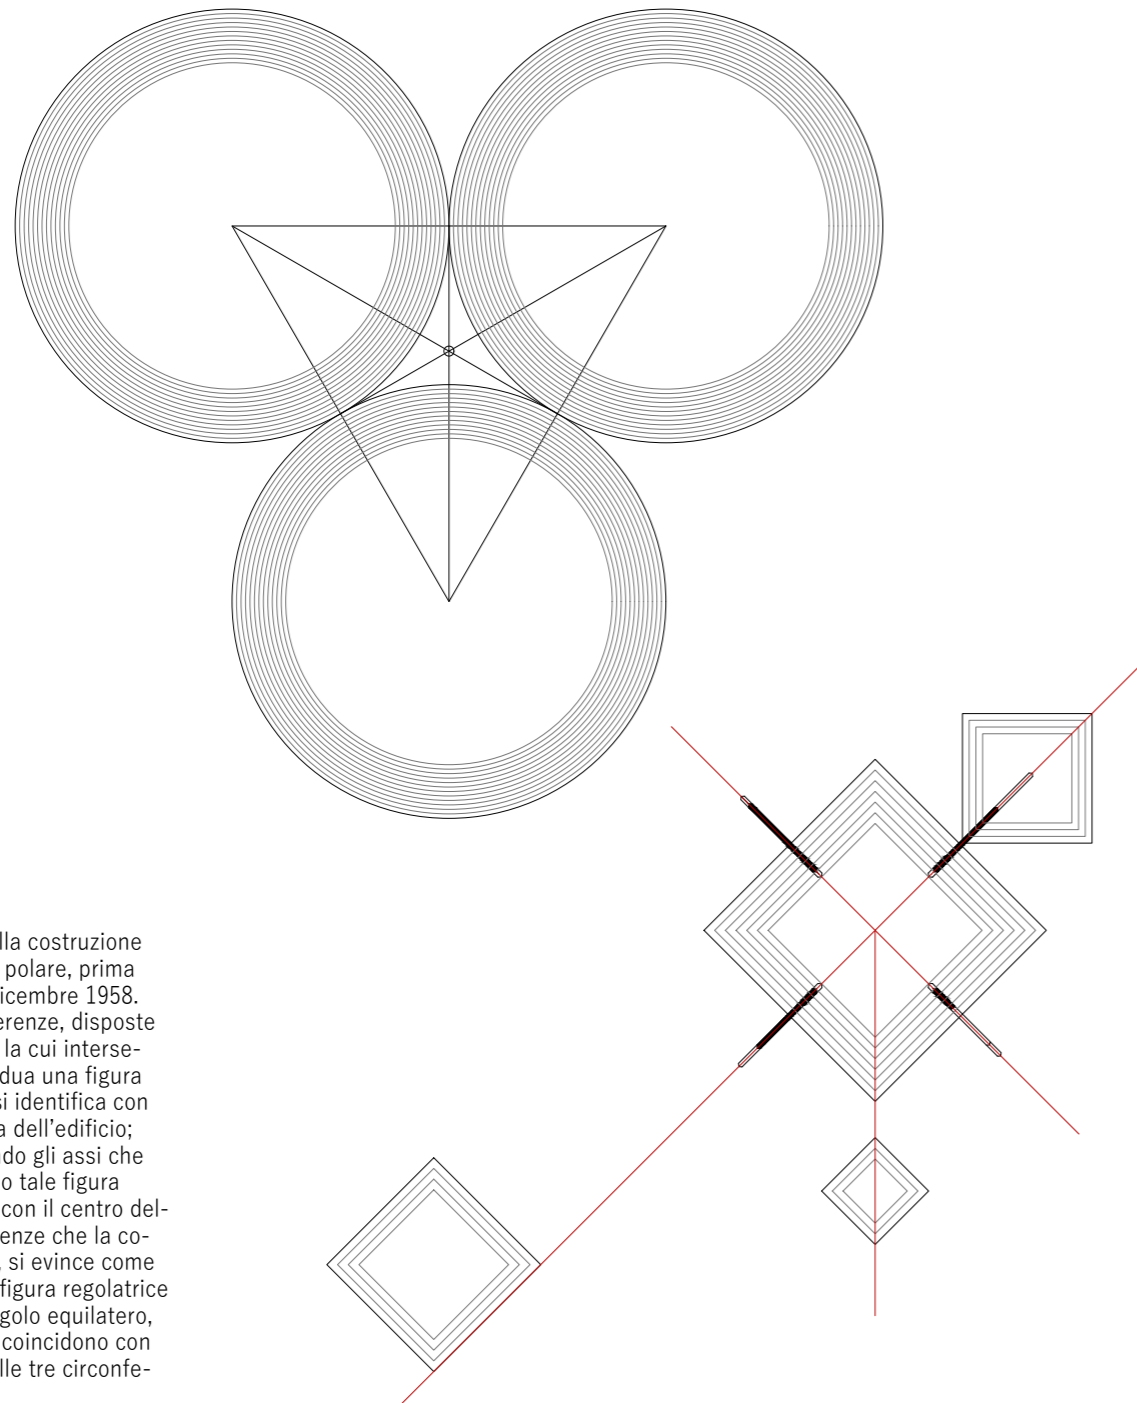 lla costruzione
polare, prima
icembre 1958.
erenze, disposte
la cui interse-
dua una figura
si identifica con
a dell'edificio;
ndo gli assi che
o tale figura
con il centro del-
enze che la co-
, si evince come
figura regolatrice
golo equilatero,
coincidono con
lle tre circonfe-